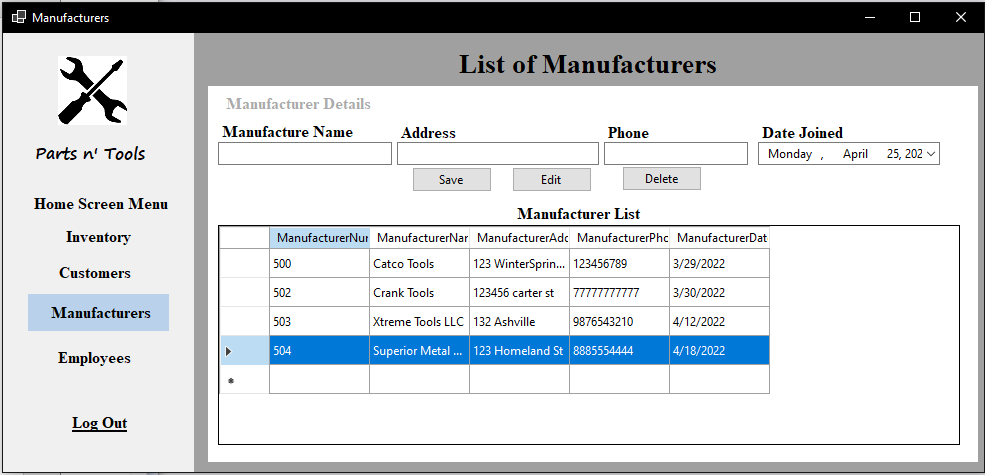 Manufacturers
List of Manufacturers
Parts n' Tools
Home Screen Menu
Inventory
Customers
Manufacturers
Employees
Log Out
Manufacturer Details
Manufacture Name Address Phone Date Joined
Monday , April 25, 202
Save Edit Delete
Manufacturer List
ManufacturerNur ManufacturerNar ManufacturerAdc ManufacturerPhc ManufacturerDat
500 Catco Tools 123 WinterSprin... 123456789 3/29/2022
502 Crank Tools 123456 carter st 77777777777 3/30/2022
503 Xtreme Tools LLC 132 Ashville 9876543210 4/12/2022
504 Superior Metal ... 123 Homeland St 8885554444 4/18/2022